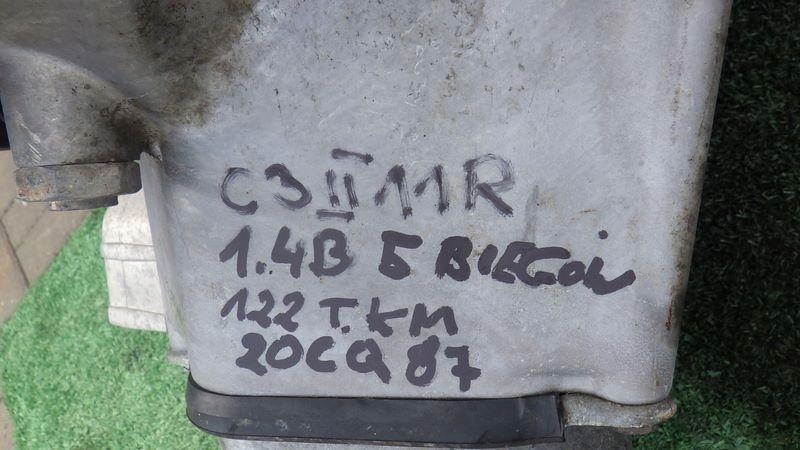 C3 II 11R
1.4B 5 BIEGÓW
122 T.KM
20CQ87